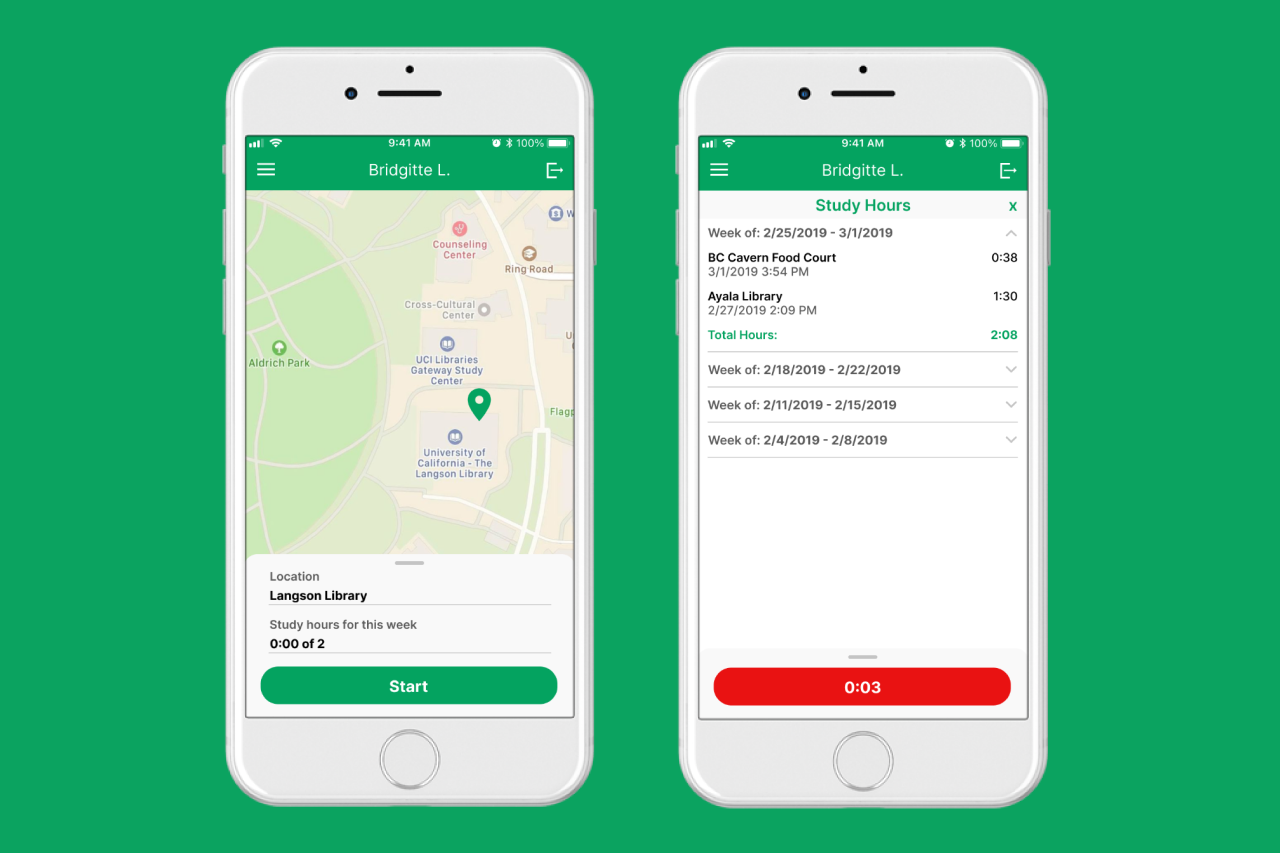 9:41 AM
100%
Bridgitte L.
W
Counseling
Center
Ring Road
Cross-Cultural
Center
U
C
UCI Libraries
Gateway Study
Center
Aldrich Park
Flagp
University of
California - The
Langson Library
Location
Langson Library
Study hours for this week
0:00 of 2
Start
9:41 AM
100%
Bridgitte L.
Study Hours
x
Week of: 2/25/2019 - 3/1/2019
BC Cavern Food Court
0:38
3/1/2019 3:54 PM
Ayala Library
1:30
2/27/2019 2:09 PM
Total Hours:
2:08
Week of: 2/18/2019 - 2/22/2019
Week of: 2/11/2019 - 2/15/2019
Week of: 2/4/2019 - 2/8/2019
0:03